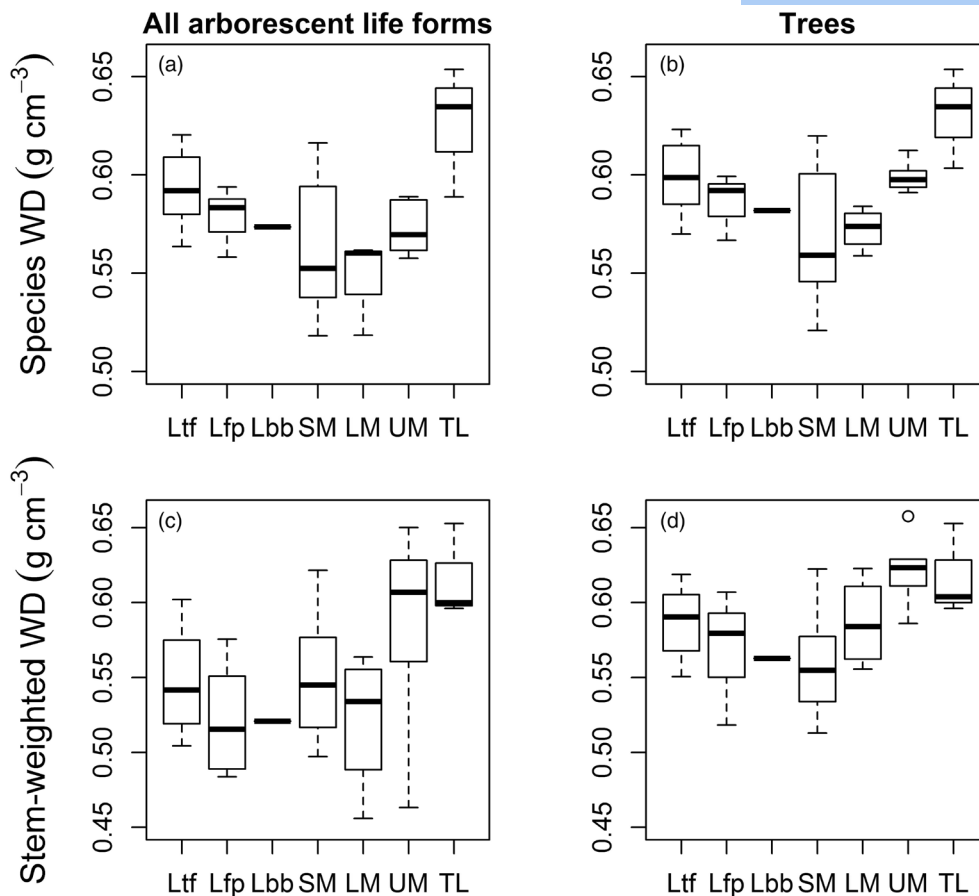 All arborescent life forms
Trees
Species WD (g cm⁻³)
(a)
0.65
0.60
0.55
0.50
Ltf Lfp Lbb SM LM UM TL
(b)
0.65
0.60
0.55
0.50
Ltf Lfp Lbb SM LM UM TL
Stem-weighted WD (g cm⁻³)
(c)
0.65
0.60
0.55
0.50
0.45
Ltf Lfp Lbb SM LM UM TL
(d)
0.65
0.60
0.55
0.50
0.45
Ltf Lfp Lbb SM LM UM TL